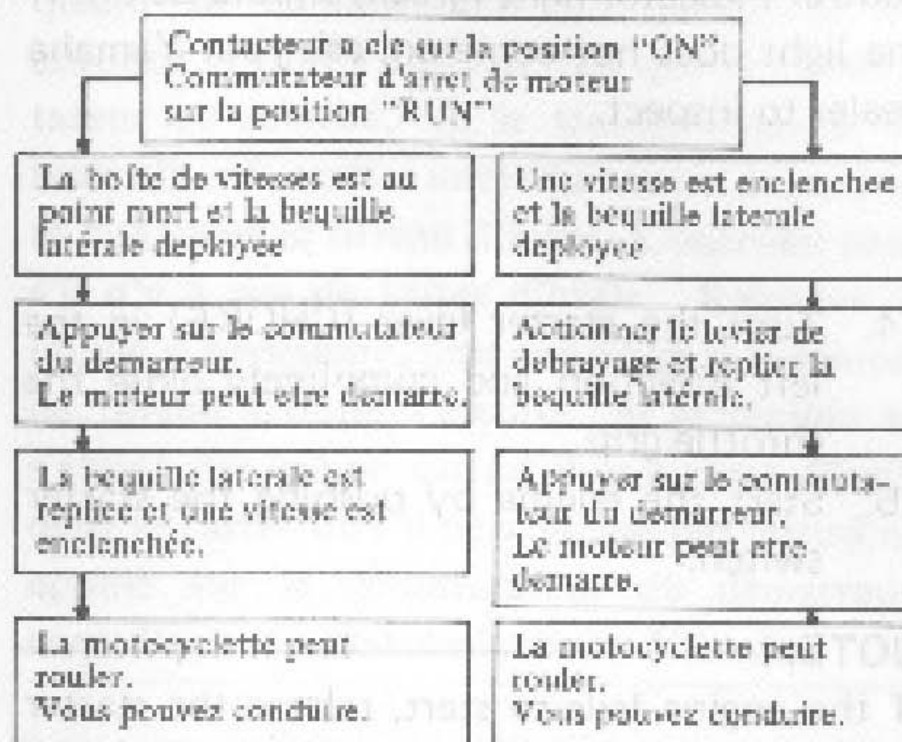 Contacteur a cle sur la position "ON"
Commutateur d'arret de moteur
sur la position "RUN"
La boîte de vitesses est au
point mort et la bequille
latérale deployée
Une vitesse est enclenchee
et la bequille laterale
deployee
Appuyer sur le commutateur
du demarreur.
Le moteur peut etre demarre.
Actionner le levier de
debrayage et replier la
bequille latérale.
La bequille laterale est
repliée et une vitesse est
enclenchée.
Appuyer sur le commuta-
teur du démarreur.
Le moteur peut etre
demarre.
La motocyclette peut
rouler.
Vous pouvez conduire.
La motocyclette peut
rouler.
Vous pouvez conduire.